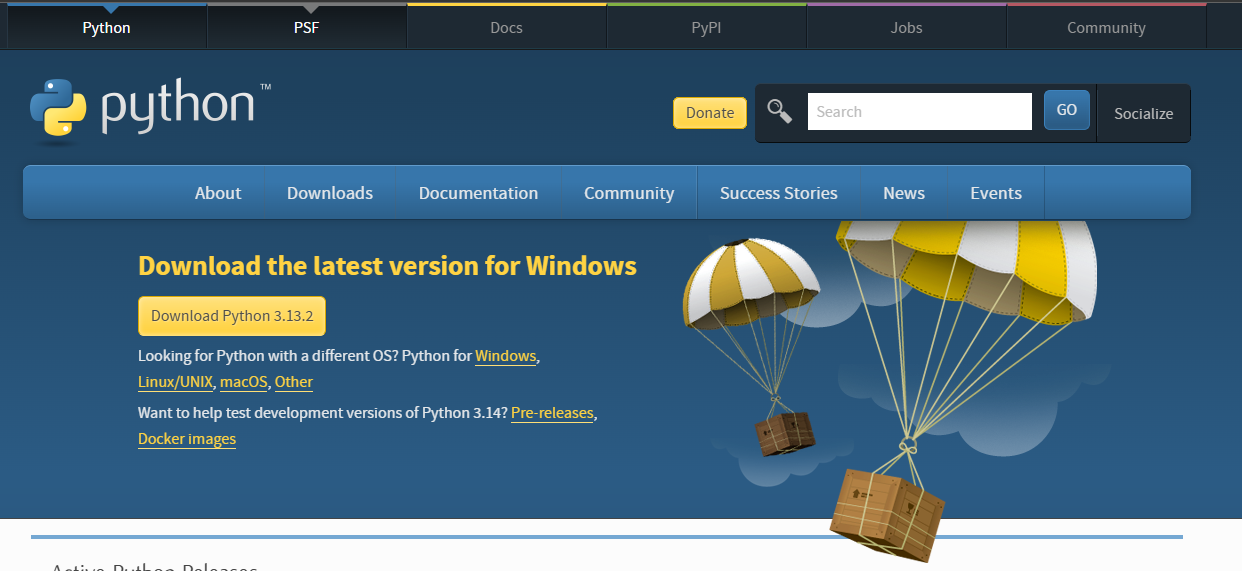 Python PSF Docs PyPI Jobs Community
python™
Donate Search GO Socialize
About Downloads Documentation Community Success Stories News Events
Download the latest version for Windows
Download Python 3.13.2
Looking for Python with a different OS? Python for Windows,
Linux/UNIX, macOS, Other
Want to help test development versions of Python 3.14? Pre-releases,
Docker images
Active Python Releases